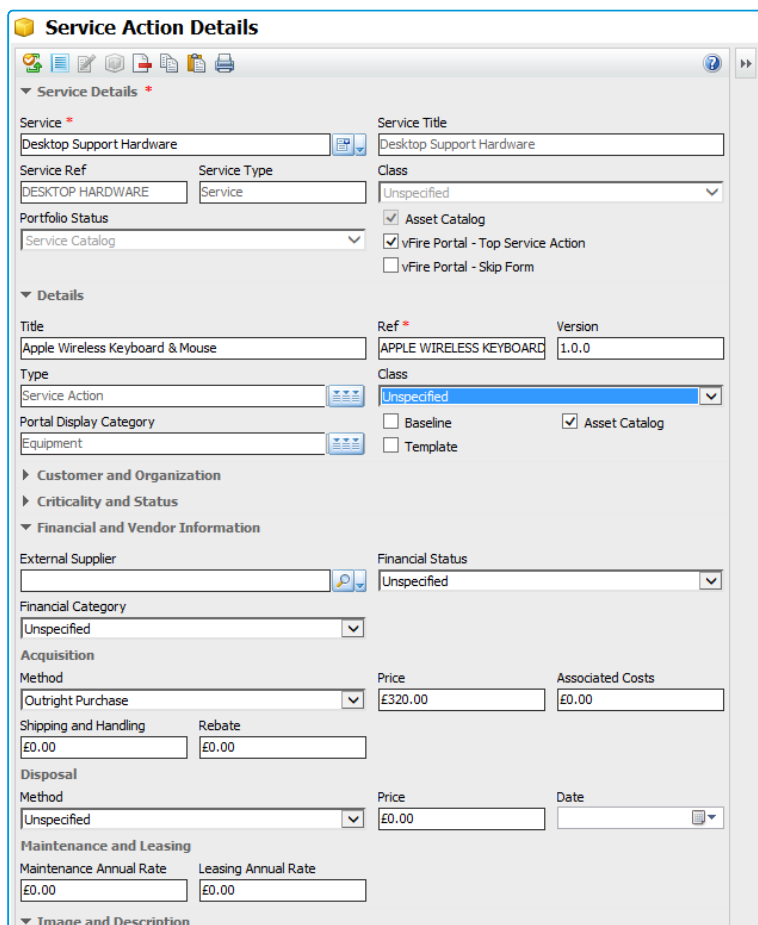 Service Action Details
Service Details *
Service * Service Title
Desktop Support Hardware Desktop Support Hardware
Service Ref Service Type Class
DESKTOP HARDWARE Service Unspecified
Portfolio Status Asset Catalog
Service Catalog vFire Portal - Top Service Action
vFire Portal - Skip Form
Details
Title Ref * Version
Apple Wireless Keyboard & Mouse APPLE WIRELESS KEYBOARD 1.0.0
Type Class
Service Action Unspecified
Portal Display Category Baseline Asset Catalog
Equipment Template
Customer and Organization
Criticality and Status
Financial and Vendor Information
External Supplier Financial Status
Unspecified
Financial Category
Unspecified
Acquisition
Method Price Associated Costs
Outright Purchase £320.00 £0.00
Shipping and Handling Rebate
£0.00 £0.00
Disposal
Method Price Date
Unspecified £0.00
Maintenance and Leasing
Maintenance Annual Rate Leasing Annual Rate
£0.00 £0.00
Image and Description